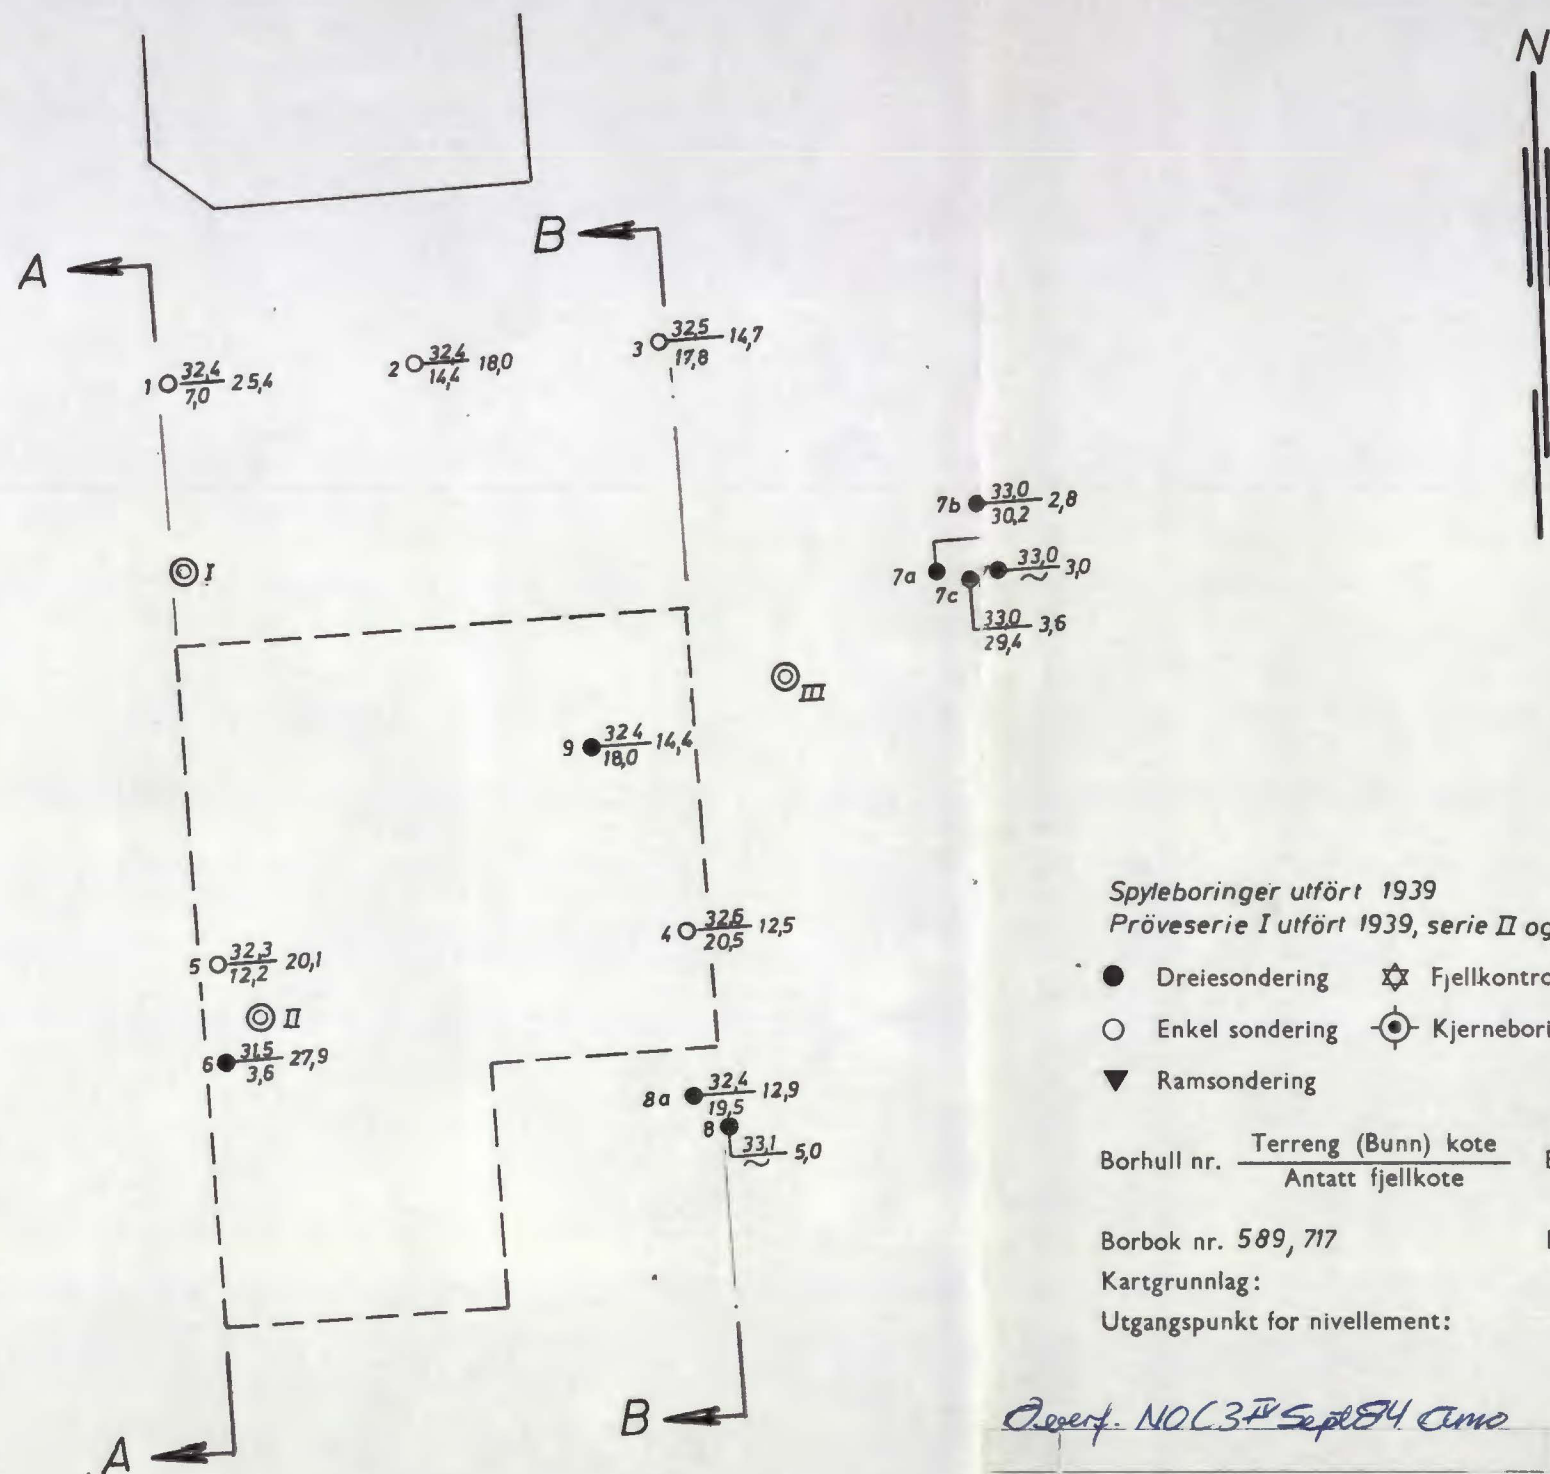 N
B
A
1 32,4 25,4
7,0
2 32,4 18,0
14,4
3 32,5 14,7
17,8
7b 33,0 2,8
30,2
7a
7 33,0 3,0
~
7c
33,0 3,6
29,4
I
III
9 32 4 14,4
18,0
4 32,6 12,5
20,5
5 32,3 20,1
12,2
II
6 31,5 27,9
3,6
8a 32,4 12,9
19,5
8
33,1 5,0
~
B
A
Spyleboringer utfört 1939
Pröveserie I utfört 1939, serie II og
Dreiesondering Fjellkontro
Enkel sondering Kjernebori
Ramsondering
Borhull nr. Terreng (Bunn) kote
Antatt fjellkote
Borbok nr. 589, 717
Kartgrunnlag:
Utgangspunkt for nivellement:
NOC3 IV Sept 84